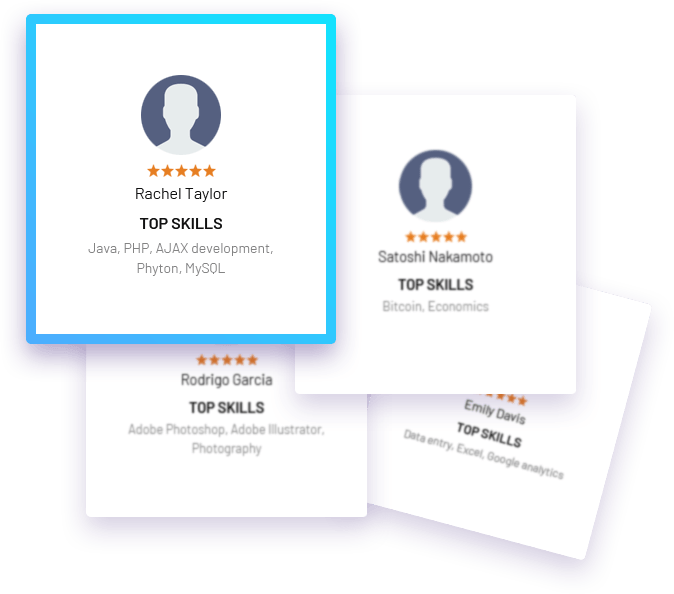 Rachel Taylor
TOP SKILLS
Java, PHP, AJAX development,
Phyton, MySQL
Satoshi Nakamoto
TOP SKILLS
Bitcoin, Economics
Rodrigo Garcia
TOP SKILLS
Adobe Photoshop, Adobe Illustrator,
Photography
Emily Davis
TOP SKILLS
Data entry, Excel, Google analytics